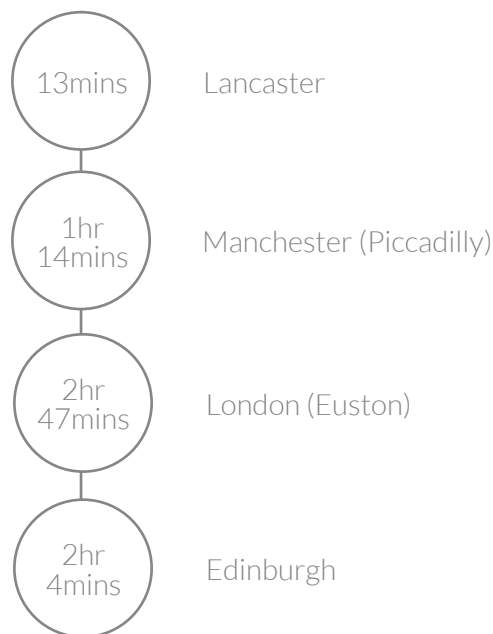 13mins
Lancaster
1hr
14mins
Manchester (Piccadilly)
2hr
47mins
London (Euston)
2hr
4mins
Edinburgh